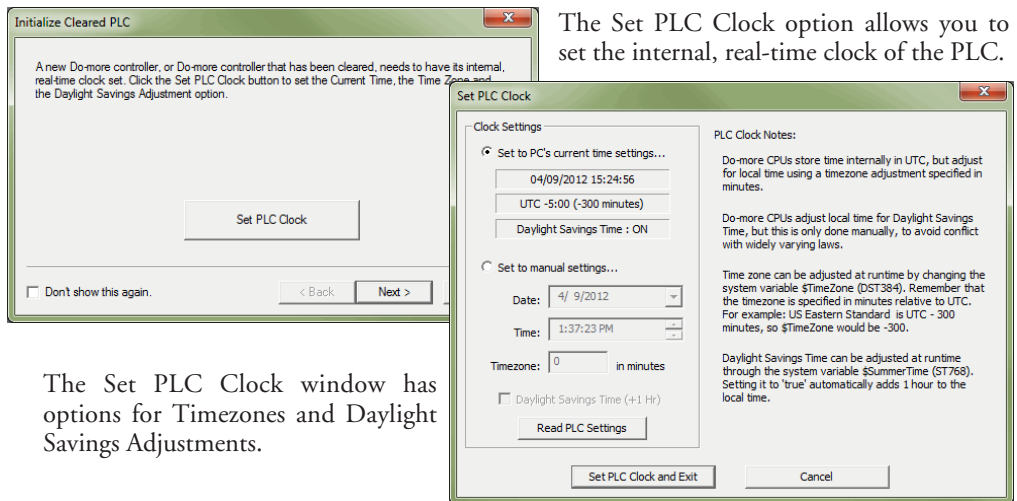 Initialize Cleared PLC
A new Do-more controller, or Do-more controller that has been cleared, needs to have its internal,
real-time clock set. Click the Set PLC Clock button to set the Current Time, the Time Zone and
the Daylight Savings Adjustment option.
Set PLC Clock
Don't show this again.
< Back
Next >
The Set PLC Clock option allows you to
set the internal, real-time clock of the PLC.
Set PLC Clock
Clock Settings
Set to PC's current time settings...
04/09/2012 15:24:56
UTC -5:00 (-300 minutes)
Daylight Savings Time : ON
Set to manual settings...
Date: 4/ 9/2012
Time: 1:37:23 PM
Timezone: 0 in minutes
Daylight Savings Time (+1 Hr)
Read PLC Settings
PLC Clock Notes:
Do-more CPUs store time internally in UTC, but adjust
for local time using a timezone adjustment specified in
minutes.
Do-more CPUs adjust local time for Daylight Savings
Time, but this is only done manually, to avoid conflict
with widely varying laws.
Time zone can be adjusted at runtime by changing the
system variable $TimeZone (DST384). Remember that
the timezone is specified in minutes relative to UTC.
For example: US Eastern Standard is UTC - 300
minutes, so $TimeZone would be -300.
Daylight Savings Time can be adjusted at runtime
through the system variable $SummerTime (ST768).
Setting it to 'true' automatically adds 1 hour to the
local time.
Set PLC Clock and Exit
Cancel
The Set PLC Clock window has
options for Timezones and Daylight
Savings Adjustments.